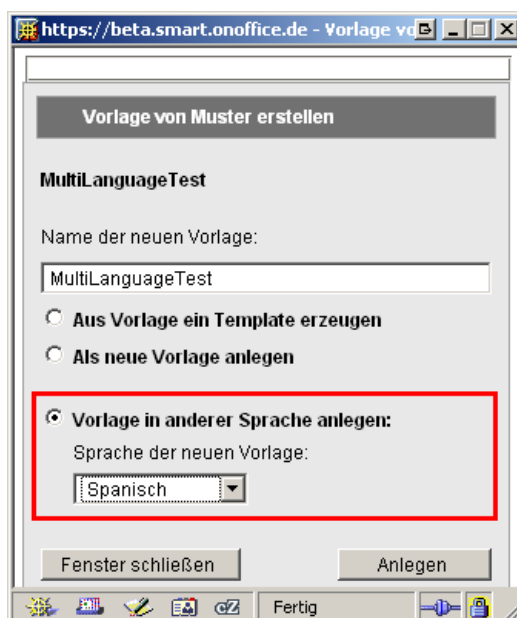 https://beta.smart.onoffice.de - Vorlage vo
Vorlage von Muster erstellen
MultiLanguageTest
Name der neuen Vorlage:
MultiLanguageTest
Aus Vorlage ein Template erzeugen
Als neue Vorlage anlegen
Vorlage in anderer Sprache anlegen:
Sprache der neuen Vorlage:
Spanisch
Fenster schließen Anlegen
Fertig